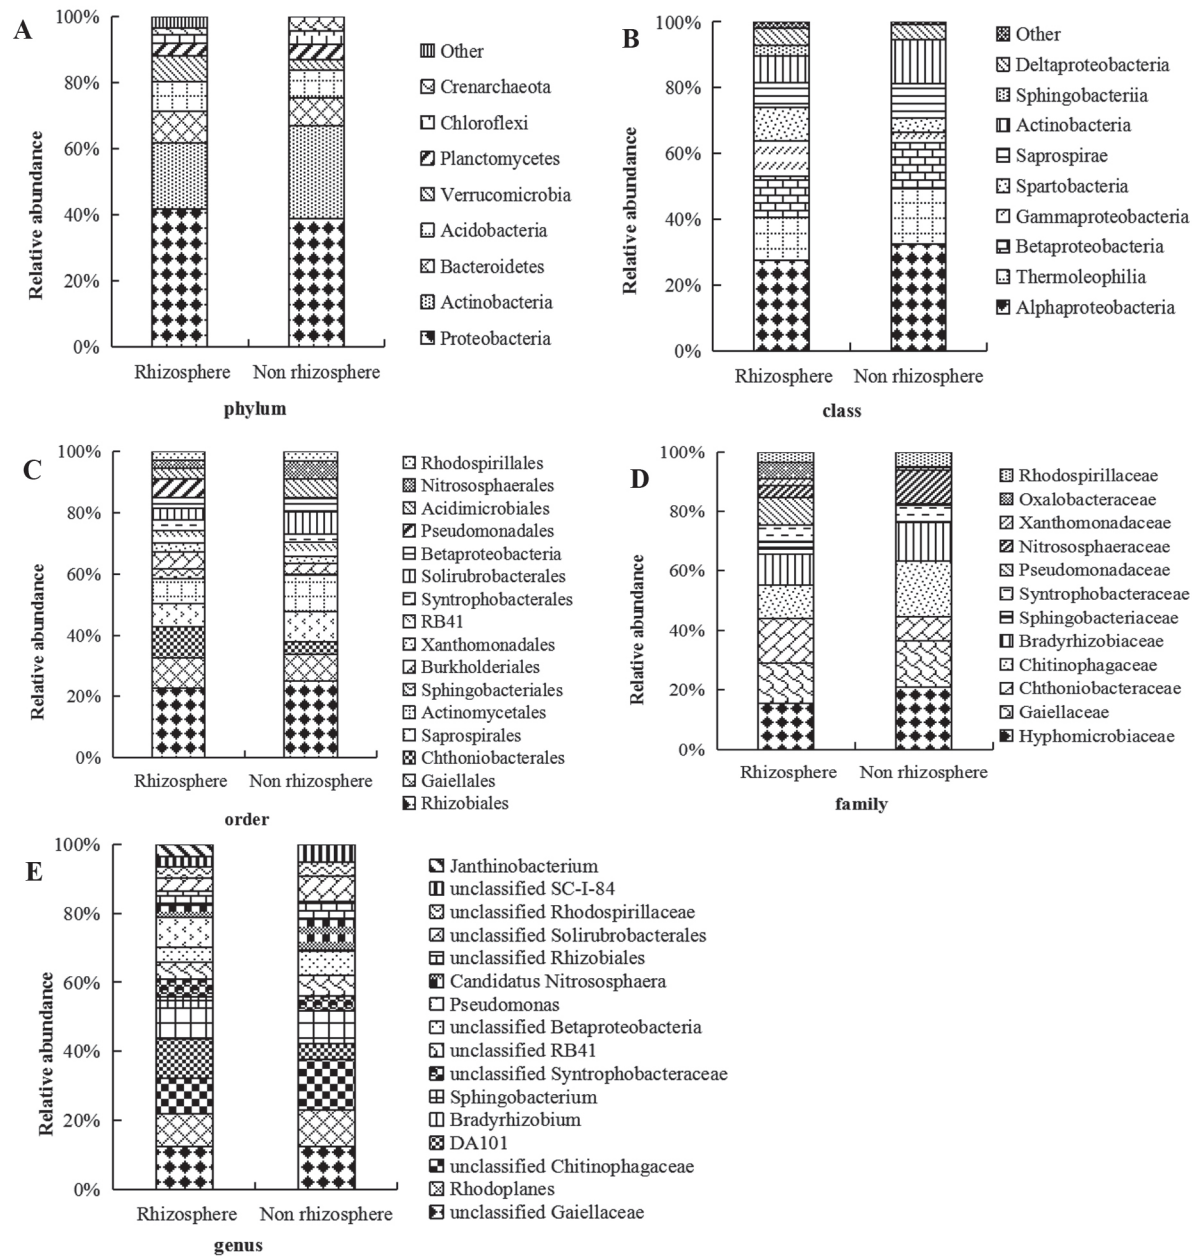 A
100%
80%
60%
40%
20%
0%
Relative abundance
Rhizosphere
Non rhizosphere
phylum
Other
Crenarchaeota
Chloroflexi
Planctomycetes
Verrucomicrobia
Acidobacteria
Bacteroidetes
Actinobacteria
Proteobacteria
B
100%
80%
60%
40%
20%
0%
Relative abundance
Rhizosphere
Non rhizosphere
class
Other
Deltaproteobacteria
Sphingobacteriia
Actinobacteria
Saprospirae
Spartobacteria
Gammaproteobacteria
Betaproteobacteria
Thermoleophilia
Alphaproteobacteria
C
100%
80%
60%
40%
20%
0%
Relative abundance
Rhizosphere
Non rhizosphere
order
Rhodospirillales
Nitrososphaerales
Acidimicrobiales
Pseudomonadales
Betaproteobacteria
Solirubrobacterales
Syntrophobacterales
RB41
Xanthomonadales
Burkholderiales
Sphingobacteriales
Actinomycetales
Saprospirales
Chthoniobacterales
Gaiellales
Rhizobiales
D
100%
80%
60%
40%
20%
0%
Relative abundance
Rhizosphere
Non rhizosphere
family
Rhodospirillaceae
Oxalobacteraceae
Xanthomonadaceae
Nitrososphaeraceae
Pseudomonadaceae
Syntrophobacteraceae
Sphingobacteriaceae
Bradyrhizobiaceae
Chitinophagaceae
Chthoniobacteraceae
Gaiellaceae
Hyphomicrobiaceae
E
100%
80%
60%
40%
20%
0%
Relative abundance
Rhizosphere
Non rhizosphere
genus
Janthinobacterium
unclassified SC-I-84
unclassified Rhodospirillaceae
unclassified Solirubrobacterales
unclassified Rhizobiales
Candidatus Nitrososphaera
Pseudomonas
unclassified Betaproteobacteria
unclassified RB41
unclassified Syntrophobacteraceae
Sphingobacterium
Bradyrhizobium
DA101
unclassified Chitinophagaceae
Rhodoplanes
unclassified Gaiellaceae